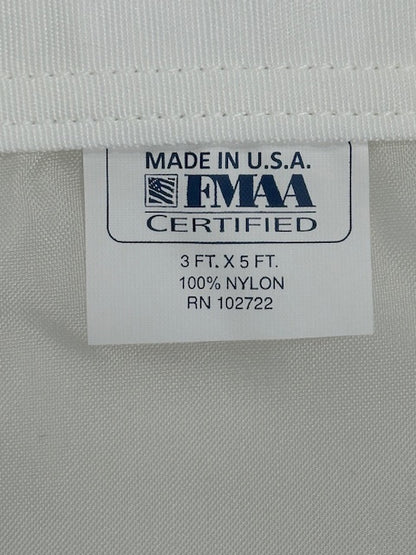 MADE IN U.S.A.
FMAA
CERTIFIED
3 FT. X 5 FT.
100% NYLON
RN 102722